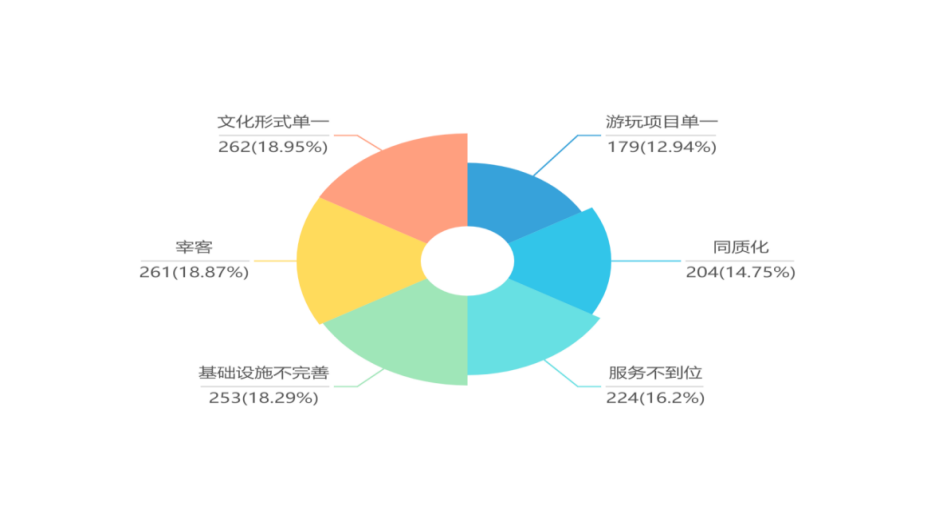 文化形式单一
262(18.95%)
游玩项目单一
179(12.94%)
宰客
261(18.87%)
同质化
204(14.75%)
基础设施不完善
253(18.29%)
服务不到位
224(16.2%)